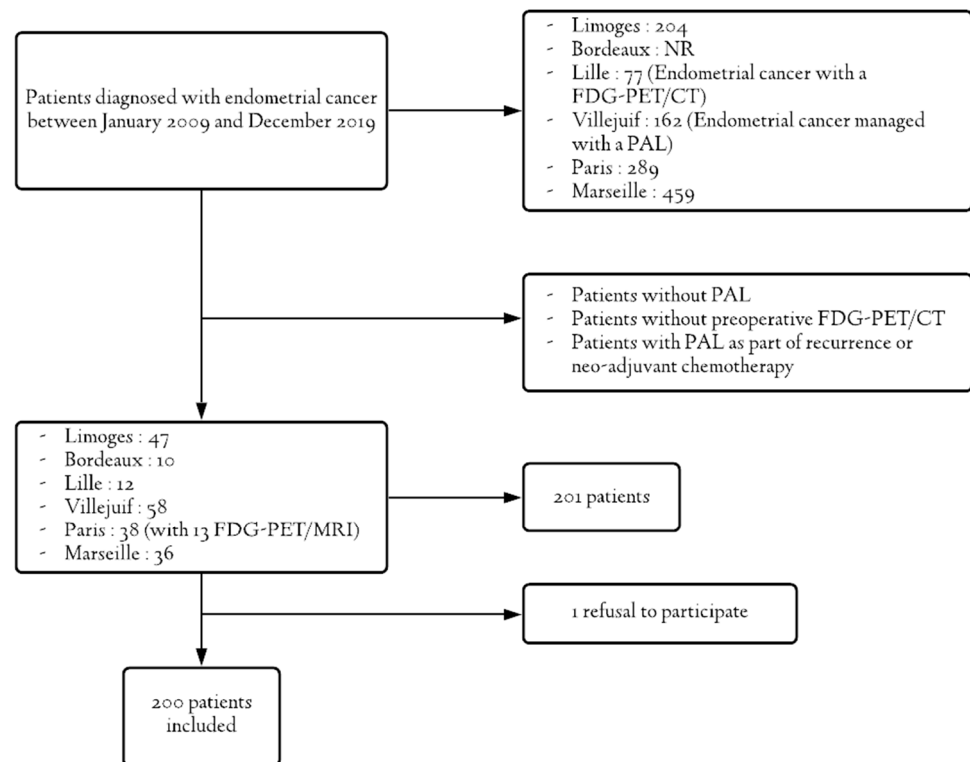 Patients diagnosed with endometrial cancer
between January 2009 and December 2019
- Limoges : 204
- Bordeaux : NR
- Lille : 77 (Endometrial cancer with a
FDG-PET/CT)
- Villejuif : 162 (Endometrial cancer managed
with a PAL)
- Paris : 289
- Marseille : 459
- Patients without PAL
- Patients without preoperative FDG-PET/CT
- Patients with PAL as part of recurrence or
neo-adjuvant chemotherapy
- Limoges : 47
- Bordeaux : 10
- Lille : 12
- Villejuif : 58
- Paris : 38 (with 13 FDG-PET/MRI)
- Marseille : 36
201 patients
1 refusal to participate
200 patients
included